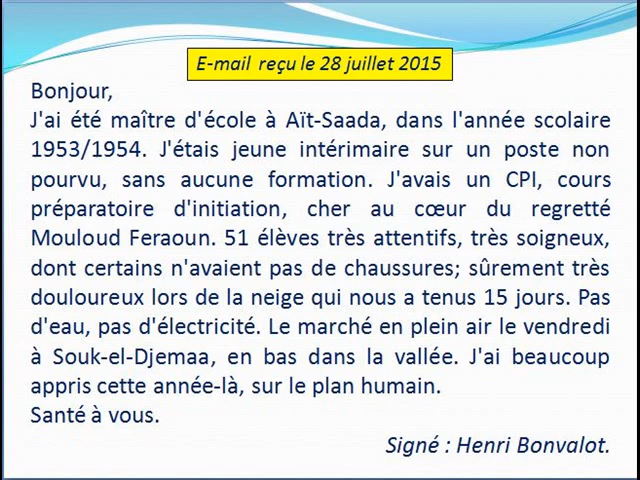 E-mail reçu le 28 juillet 2015
Bonjour,
J'ai été maître d'école à Aït-Saada, dans l'année scolaire
1953/1954. J'étais jeune intérimaire sur un poste non
pourvu, sans aucune formation. J'avais un CPI, cours
préparatoire d'initiation, cher au cœur du regretté
Mouloud Feraoun. 51 élèves très attentifs, très soigneux,
dont certains n'avaient pas de chaussures; sûrement très
douloureux lors de la neige qui nous a tenus 15 jours. Pas
d'eau, pas d'électricité. Le marché en plein air le vendredi
à Souk-el-Djemaa, en bas dans la vallée. J'ai beaucoup
appris cette année-là, sur le plan humain.
Santé à vous.
Signé : Henri Bonvalot.